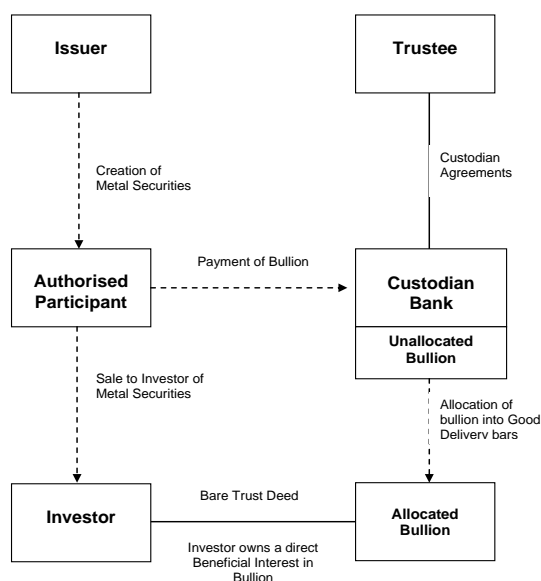 Issuer
Trustee
Creation of
Metal Securities
Custodian
Agreements
Authorised
Participant
Payment of Bullion
Custodian
Bank
Unallocated
Bullion
Sale to Investor of
Metal Securities
Allocation of
bullion into Good
Delivery bars
Investor
Bare Trust Deed
Allocated
Bullion
Investor owns a direct
Beneficial Interest in
Bullion